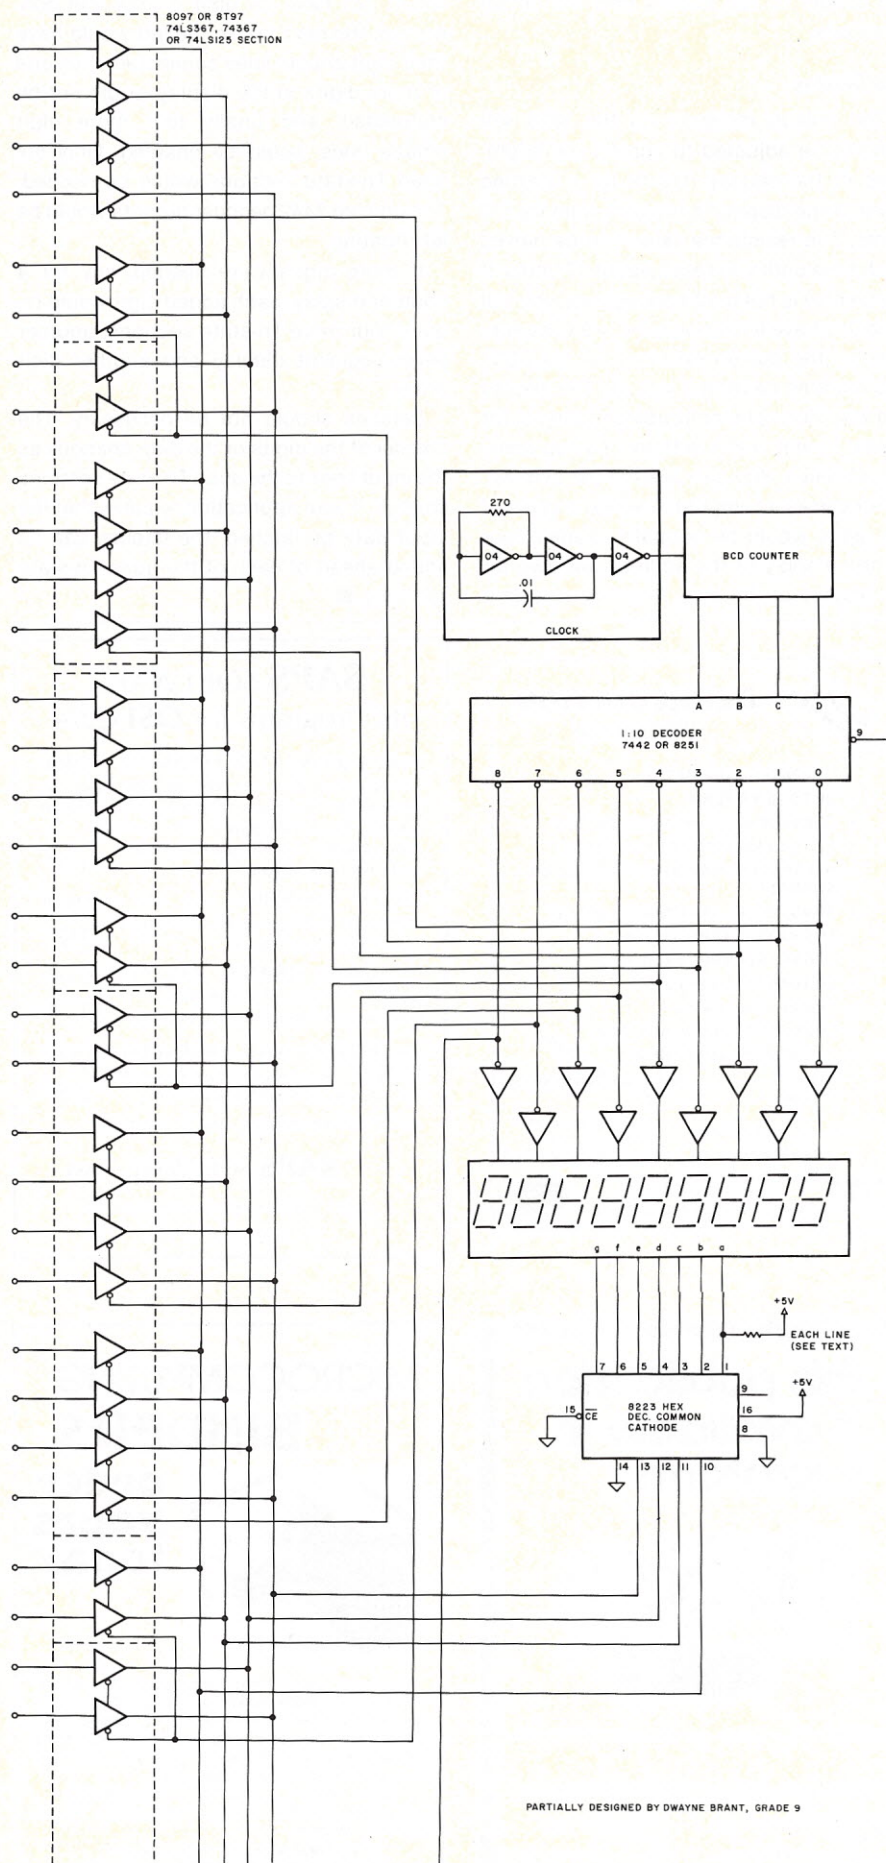 8097 OR 8T97
74LS367, 74367
OR 74LS125 SECTION
270
04
04
04
.01
CLOCK
BCD COUNTER
A B C D
1:10 DECODER
7442 OR 8251
9
8 7 6 5 4 3 2 1 0
g f e d c b a
+5V
EACH LINE
(SEE TEXT)
7 6 5 4 3 2 1
9
+5V
15
CE
8223 HEX
DEC. COMMON
CATHODE
16
8
14 13 12 11 10
PARTIALLY DESIGNED BY DWAYNE BRANT, GRADE 9